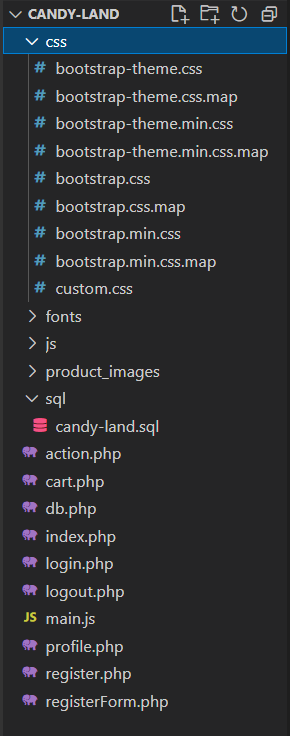 CANDY-LAND
css
# bootstrap-theme.css
# bootstrap-theme.css.map
# bootstrap-theme.min.css
# bootstrap-theme.min.css.map
# bootstrap.css
# bootstrap.css.map
# bootstrap.min.css
# bootstrap.min.css.map
# custom.css
fonts
js
product_images
sql
candy-land.sql
action.php
cart.php
db.php
index.php
login.php
logout.php
JS main.js
profile.php
register.php
registerForm.php